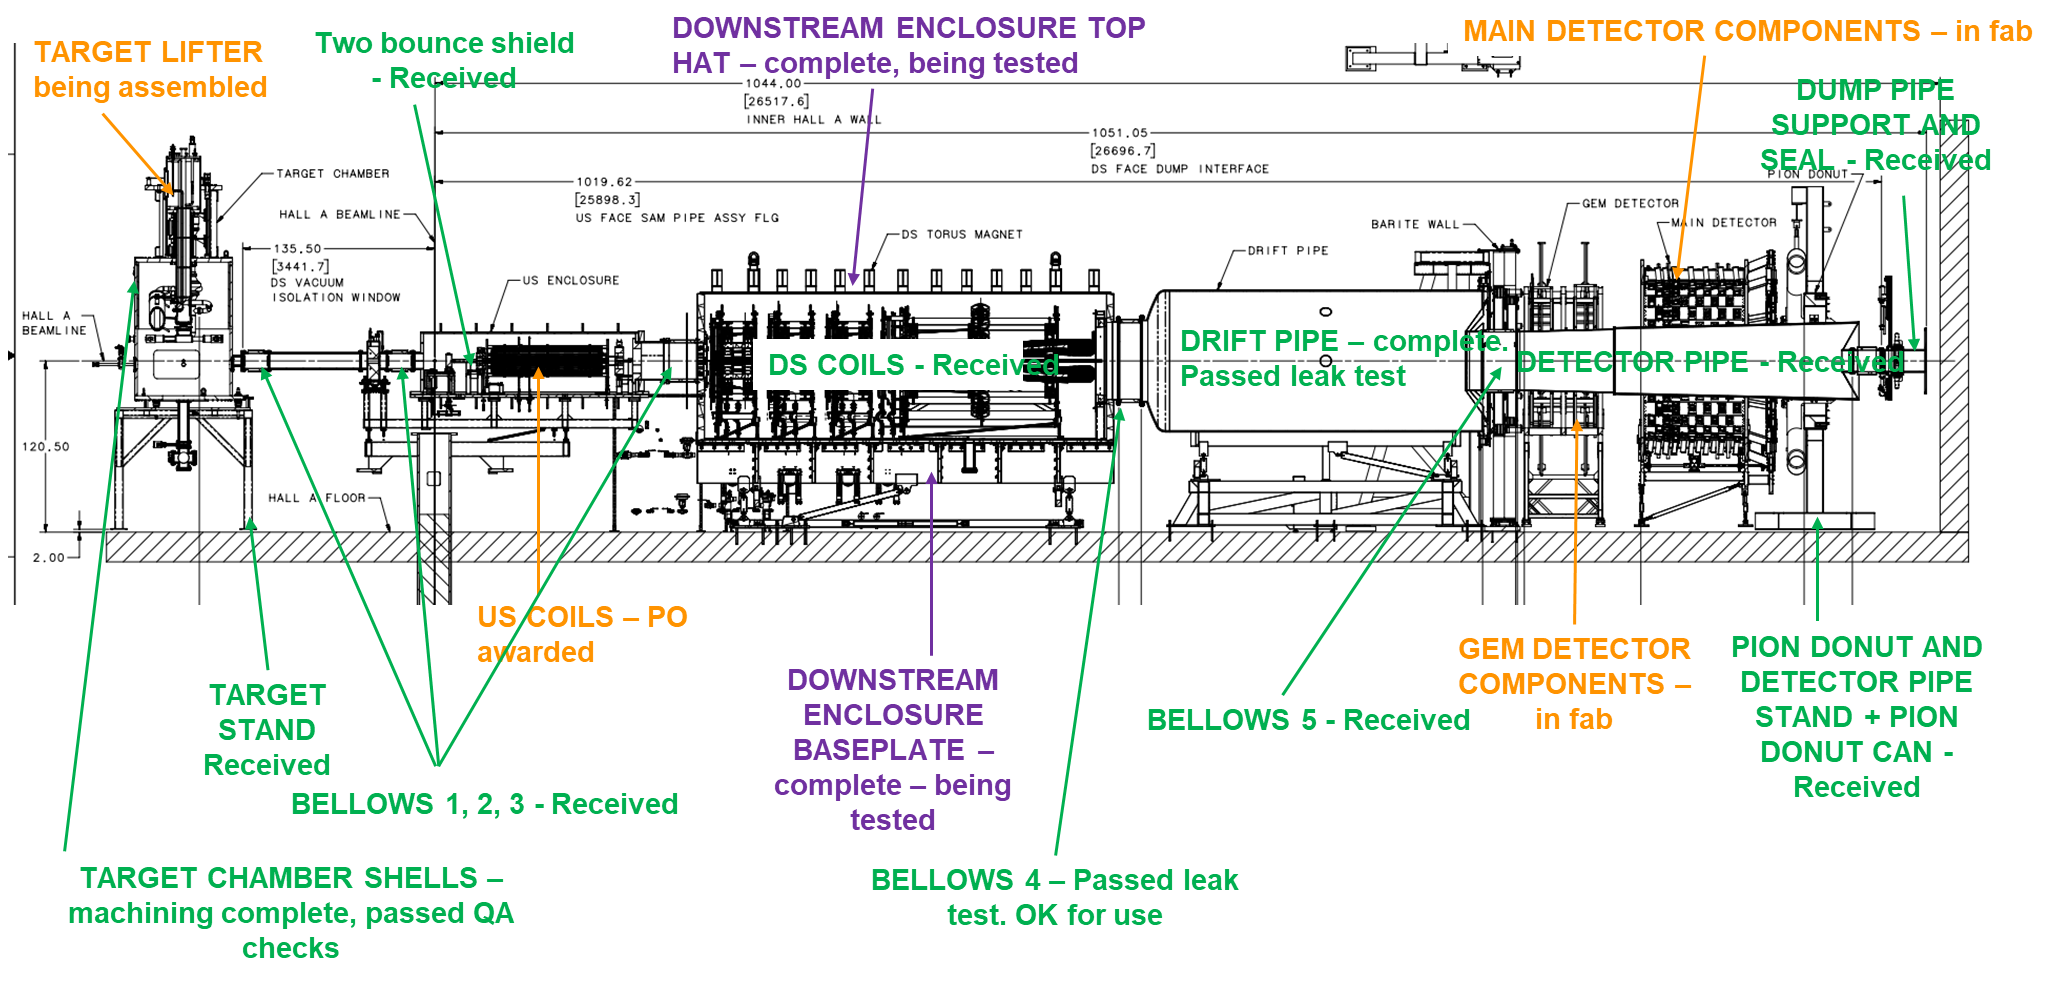 TARGET LIFTER
being assembled
Two bounce shield
- Received
DOWNSTREAM ENCLOSURE TOP
HAT – complete, being tested
MAIN DETECTOR COMPONENTS – in fab
DUMP PIPE
SUPPORT AND
SEAL - Received
1044.00
[26517.6]
INNER HALL A WALL
1051.05
[26696.7]
DS FACE DUMP INTERFACE
1019.62
[25898.3]
US FACE SAM PIPE ASSY FLG
TARGET CHAMBER
HALL A BEAMLINE
135.50
[3441.7]
DS VACUUM
ISOLATION WINDOW
US ENCLOSURE
DS TORUS MAGNET
DRIFT PIPE
BARITE WALL
GEM DETECTOR
MAIN DETECTOR
PION DONUT
HALL A
BEAMLINE
DS COILS - Received
DRIFT PIPE – complete.
Passed leak test
DETECTOR PIPE - Received
120.50
HALL A FLOOR
2.00
US COILS – PO
awarded
TARGET
STAND
Received
BELLOWS 1, 2, 3 - Received
DOWNSTREAM
ENCLOSURE
BASEPLATE –
complete – being
tested
BELLOWS 5 - Received
GEM DETECTOR
COMPONENTS –
in fab
PION DONUT AND
DETECTOR PIPE
STAND + PION
DONUT CAN -
Received
TARGET CHAMBER SHELLS –
machining complete, passed QA
checks
BELLOWS 4 – Passed leak
test. OK for use